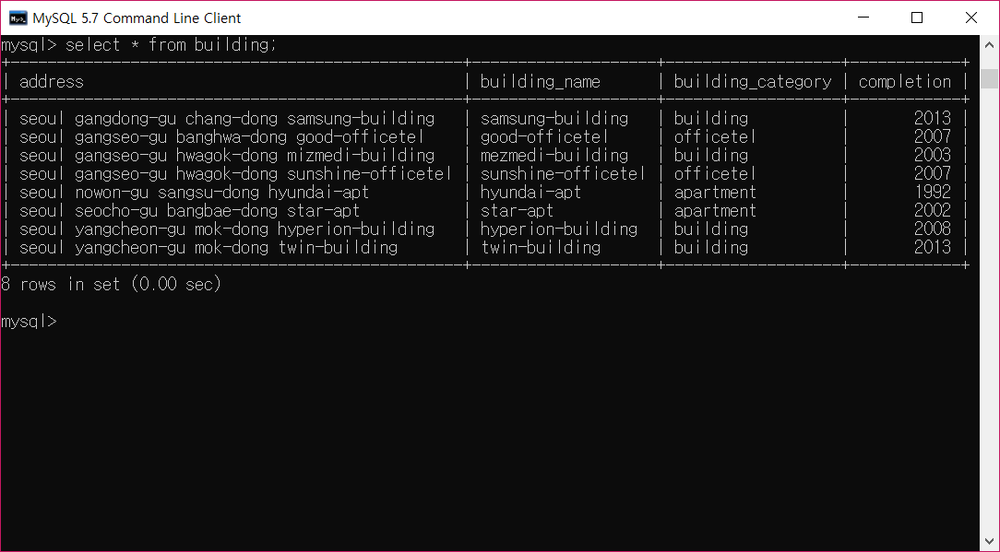 MySQL 5.7 Command Line Client
mysql> select * from building;
+------------------------------------------------+--------------------+-------------------+------------+
| address                                        | building_name      | building_category | completion |
+------------------------------------------------+--------------------+-------------------+------------+
| seoul gangdong-gu chang-dong samsung-building  | samsung-building   | building          |       2013 |
| seoul gangseo-gu banghwa-dong good-officetel   | good-officetel     | officetel         |       2007 |
| seoul gangseo-gu hwagok-dong mizmedi-building  | mezmedi-building   | building          |       2003 |
| seoul gangseo-gu hwagok-dong sunshine-officetel | sunshine-officetel | officetel         |       2007 |
| seoul nowon-gu sangsu-dong hyundai-apt         | hyundai-apt        | apartment         |       1992 |
| seoul seocho-gu bangbae-dong star-apt          | star-apt           | apartment         |       2002 |
| seoul yangcheon-gu mok-dong hyperion-building  | hyperion-building  | building          |       2008 |
| seoul yangcheon-gu mok-dong twin-building      | twin-building      | building          |       2013 |
+------------------------------------------------+--------------------+-------------------+------------+
8 rows in set (0.00 sec)
mysql>